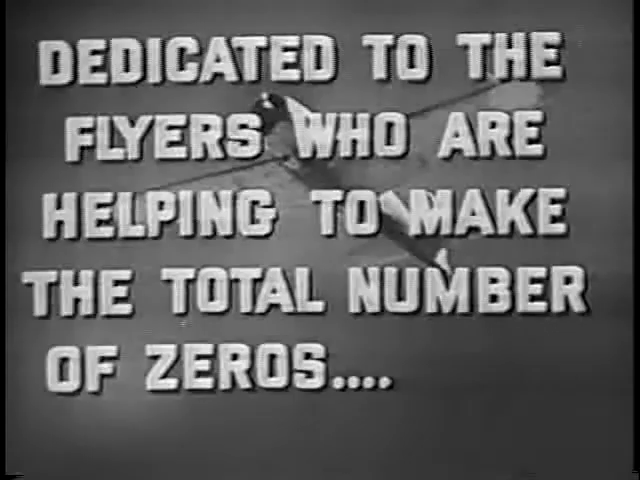 DEDICATED TO THE
FLYERS WHO ARE
HELPING TO MAKE
THE TOTAL NUMBER
OF ZEROS....